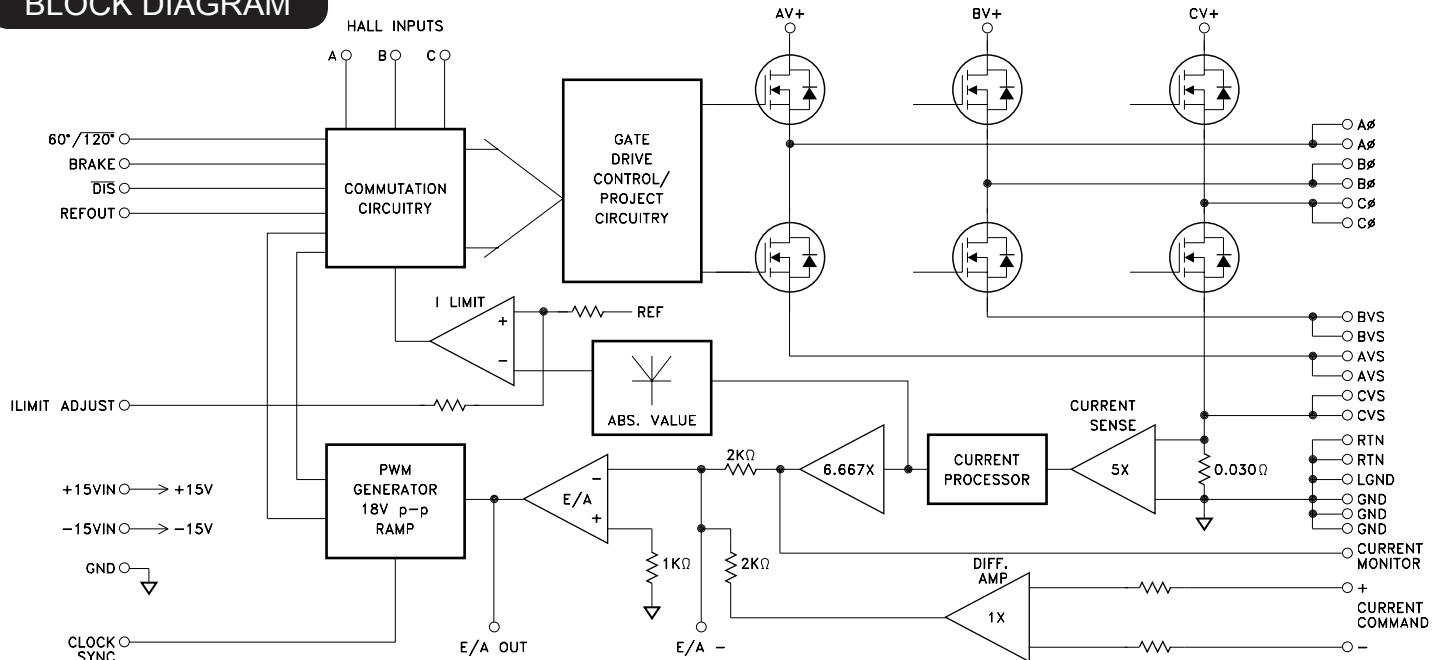 BLOCK DIAGRAM
HALL INPUTS
A
B
C
AV+
BV+
CV+
60°/120°
BRAKE
DIS
REFOUT
COMMUTATION
CIRCUITRY
GATE
DRIVE
CONTROL/
PROJECT
CIRCUITRY
AØ
AØ
BØ
BØ
CØ
CØ
I LIMIT
+
−
REF
ABS. VALUE
BVS
BVS
AVS
AVS
CVS
CVS
ILIMIT ADJUST
CURRENT
SENSE
5X
0.030Ω
CURRENT
PROCESSOR
6.667X
2KΩ
RTN
RTN
LGND
GND
GND
GND
PWM
GENERATOR
18V p-p
RAMP
−
E/A
+
+15VIN
+15V
−15VIN
−15V
GND
1KΩ
2KΩ
CURRENT
MONITOR
DIFF.
AMP
1X
+
CURRENT
COMMAND
−
CLOCK
SYNC
E/A OUT
E/A −